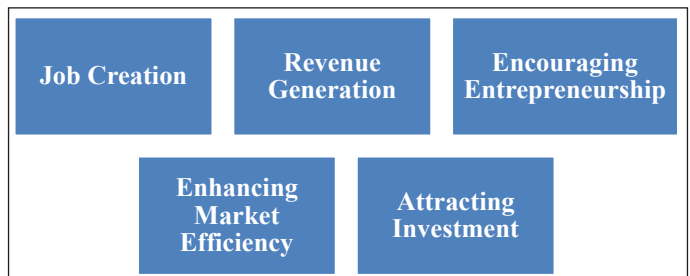 Job Creation
Revenue
Generation
Encouraging
Entrepreneurship
Enhancing
Market
Efficiency
Attracting
Investment